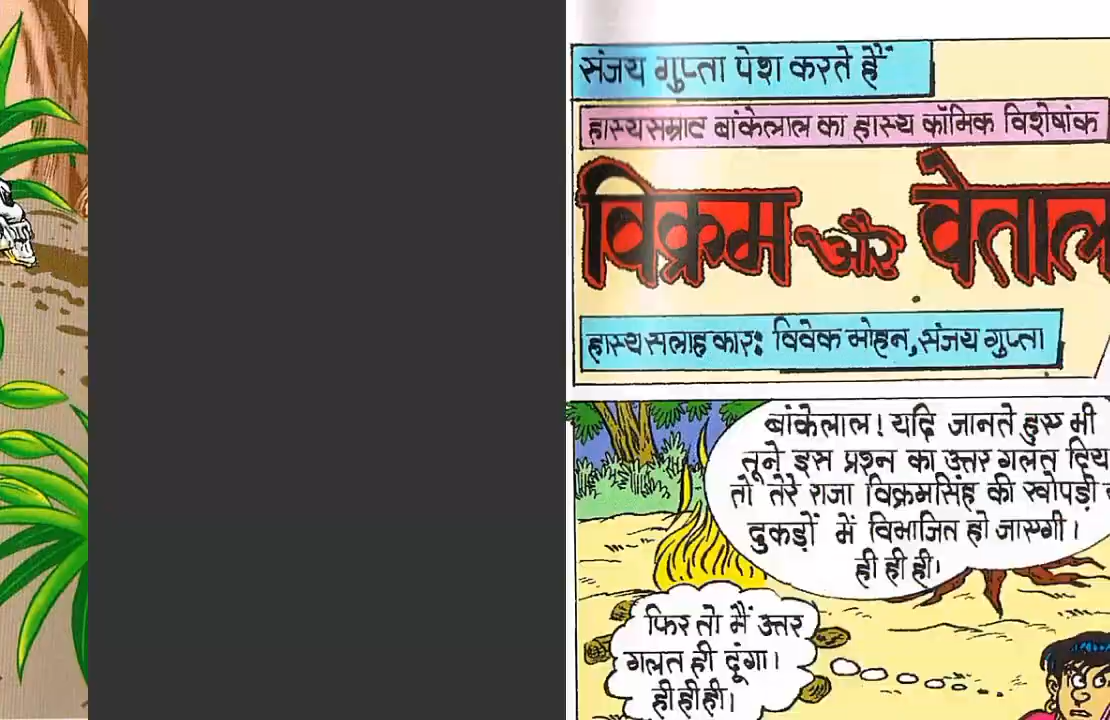 संजय गुप्ता पेश करते हैं
हास्य सम्राट बांकेलाल का हास्य कॉमिक विशेषांक
विक्रम और वेताल
हास्य सलाहकार: विवेक मोहन, संजय गुप्ता
बांकेलाल! यदि जानते हुए भी
तूने इस प्रश्न का उत्तर गलत दिय
तो तेरे राजा विक्रमसिंह की खोपड़ी
टुकड़ों में विभाजित हो जाएगी।
ही ही ही।
फिर तो मैं उत्तर
गलत ही दूंगा।
ही ही ही।